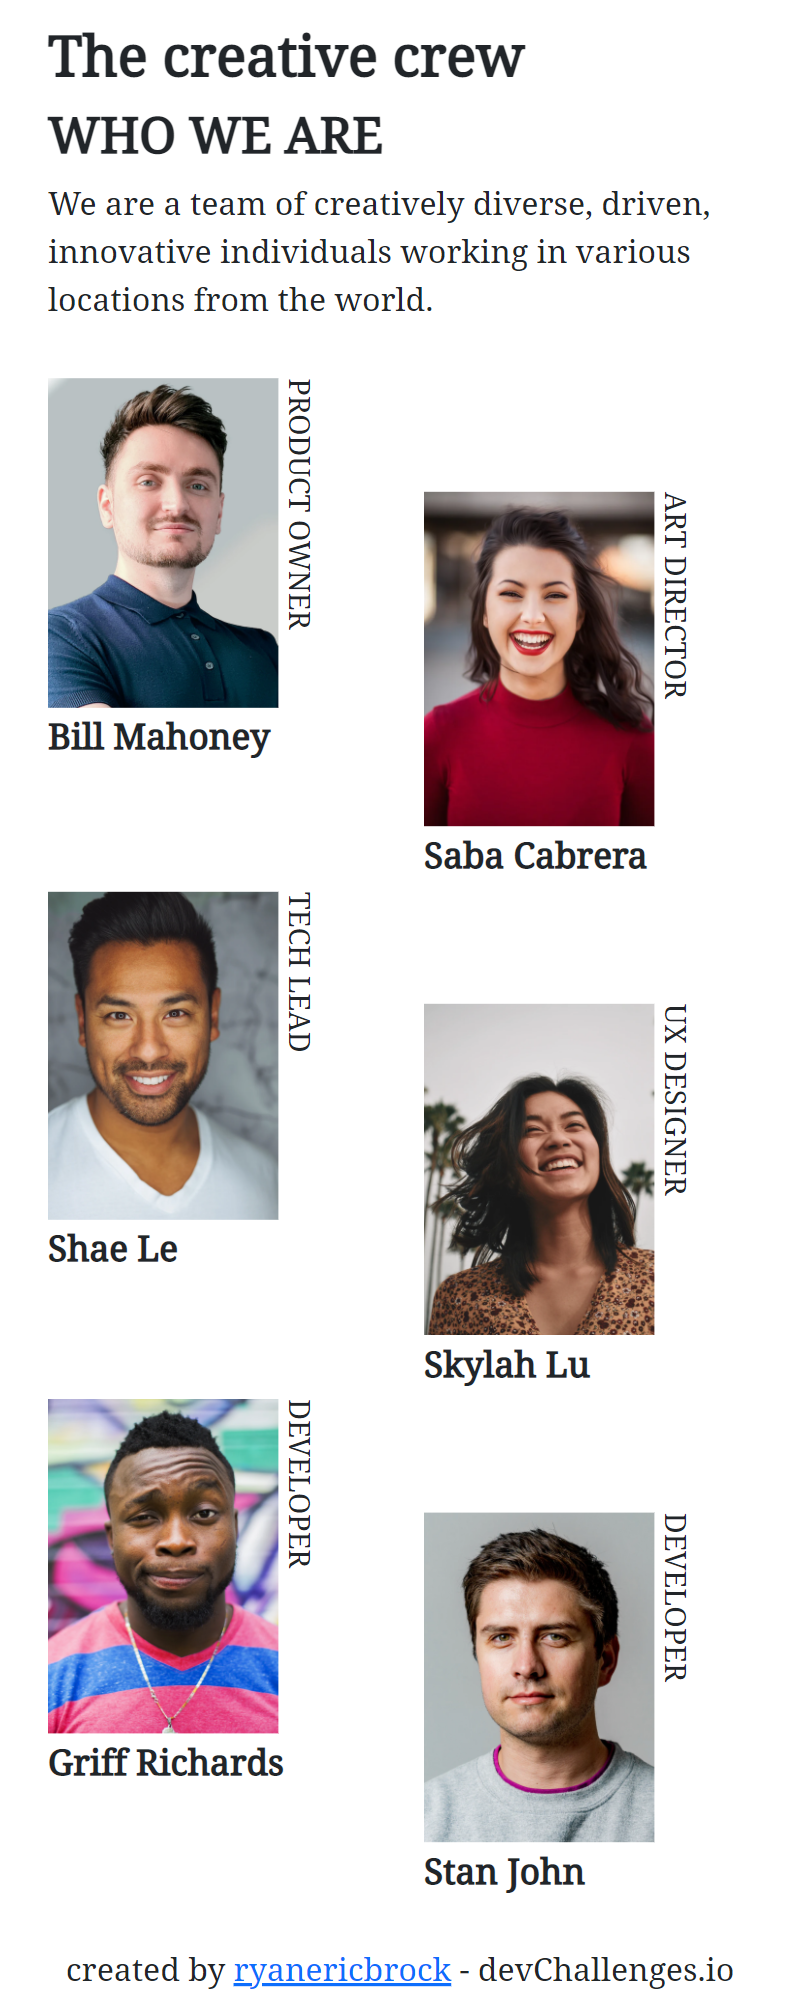 The creative crew
WHO WE ARE
We are a team of creatively diverse, driven,
innovative individuals working in various
locations from the world.
PRODUCT OWNER
Bill Mahoney
ART DIRECTOR
Saba Cabrera
TECH LEAD
Shae Le
UX DESIGNER
Skylah Lu
DEVELOPER
Griff Richards
DEVELOPER
Stan John
created by ryanericbrock - devChallenges.io